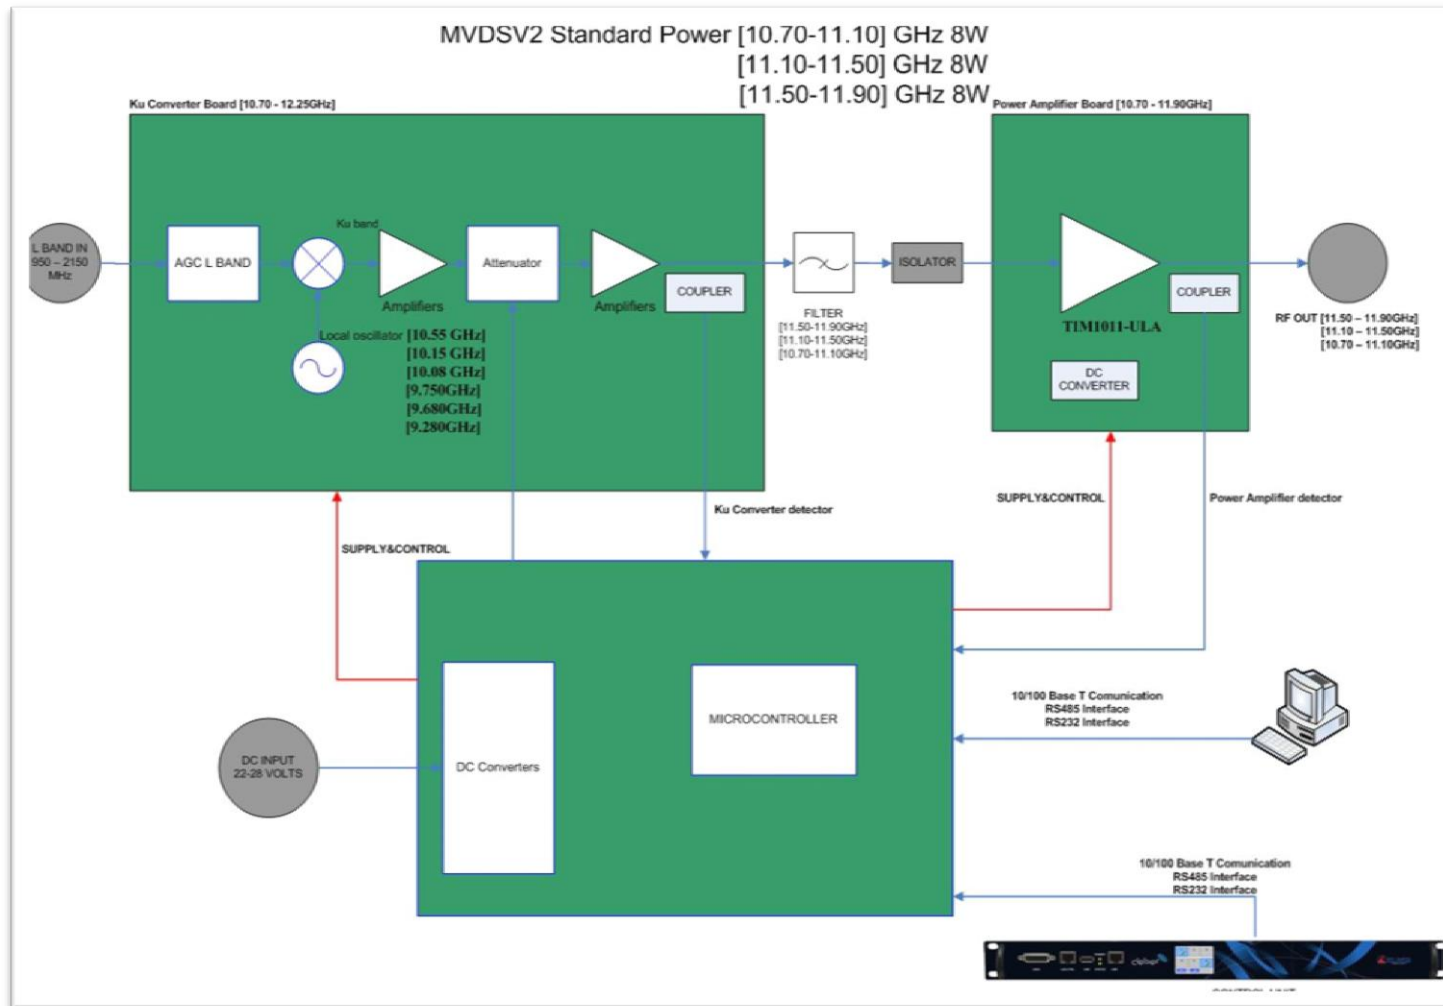 MVDSV2 Standard Power [10.70-11.10] GHz 8W
[11.10-11.50] GHz 8W
[11.50-11.90] GHz 8W
Ku Converter Board [10.70 - 12.25GHz]
Power Amplifier Board [10.70 - 11.90GHz]
L BAND IN
950 – 2150
MHz
AGC L BAND
Ku band
Amplifiers
Attenuator
Amplifiers
COUPLER
Local oscillator [10.55 GHz]
[10.15 GHz]
[10.08 GHz]
[9.750GHz]
[9.680GHz]
[9.280GHz]
FILTER
[11.50-11.90GHz]
[11.10-11.50GHz]
[10.70-11.10GHz]
ISOLATOR
TIM1011-ULA
COUPLER
DC
CONVERTER
RF OUT [11.50 – 11.90GHz]
[11.10 – 11.50GHz]
[10.70 – 11.10GHz]
SUPPLY&CONTROL
Ku Converter detector
SUPPLY&CONTROL
Power Amplifier detector
DC INPUT
22-28 VOLTS
DC Converters
MICROCONTROLLER
10/100 Base T Comunication
RS485 Interface
RS232 Interface
10/100 Base T Comunication
RS485 Interface
RS232 Interface